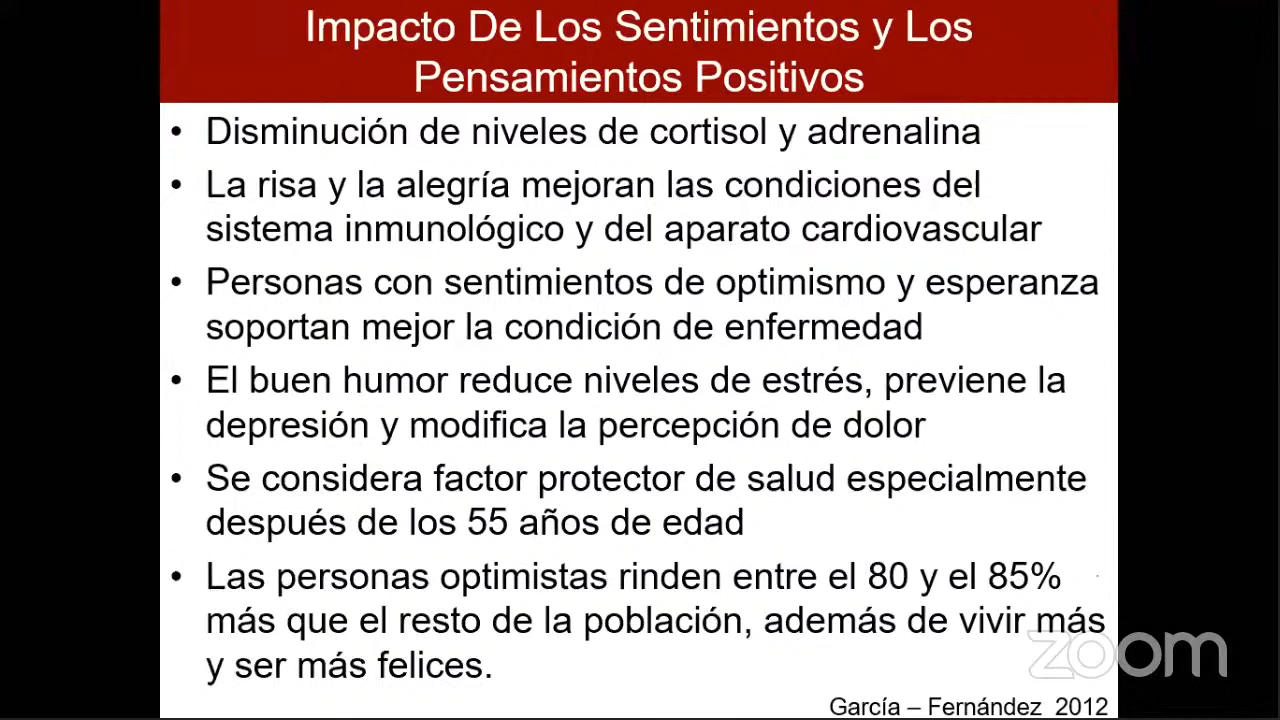 Impacto De Los Sentimientos y Los
Pensamientos Positivos
• Disminución de niveles de cortisol y adrenalina
• La risa y la alegría mejoran las condiciones del
sistema inmunológico y del aparato cardiovascular
• Personas con sentimientos de optimismo y esperanza
soportan mejor la condición de enfermedad
• El buen humor reduce niveles de estrés, previene la
depresión y modifica la percepción de dolor
• Se considera factor protector de salud especialmente
después de los 55 años de edad
• Las personas optimistas rinden entre el 80 y el 85%
más que el resto de la población, además de vivir más
y ser más felices.
zoom
García – Fernández 2012